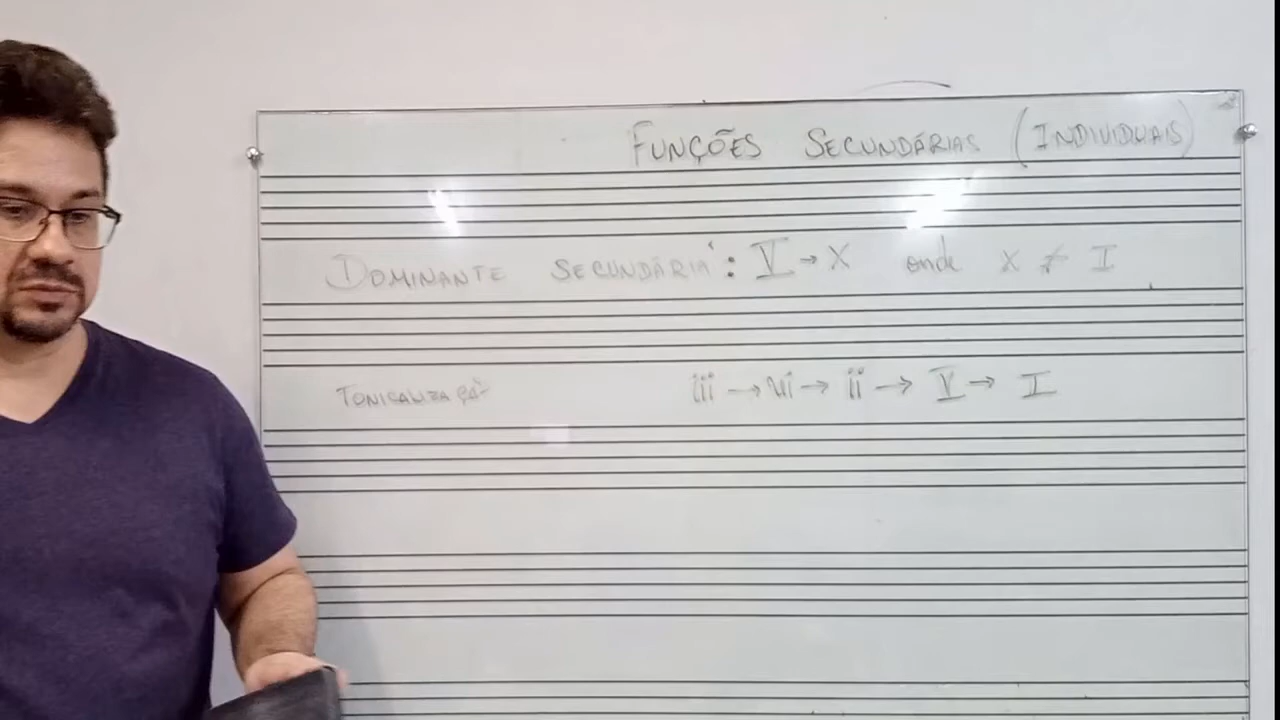 FUNÇÕES SECUNDÁRIAS (INDIVIDUAIS)
DOMINANTE SECUNDÁRIA: V → X onde X ≠ I
TONICALIZAÇÃO iii → vi → ii → V → I